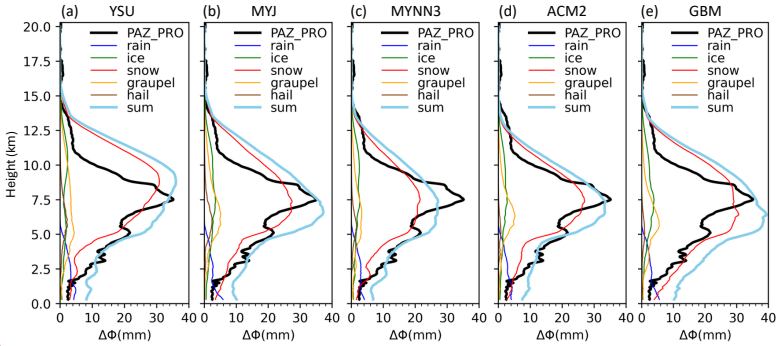 (a) YSU (b) MYJ (c) MYNN3 (d) ACM2 (e) GBM
20.0 PAZ_PRO PAZ_PRO PAZ_PRO PAZ_PRO PAZ_PRO
rain rain rain rain rain
17.5 ice ice ice ice ice
snow snow snow snow snow
15.0 graupel graupel graupel graupel graupel
hail hail hail hail hail
sum sum sum sum sum
12.5
10.0
Height (km)
7.5
5.0
2.5
0.0
0 10 20 30 40 0 10 20 30 40 0 10 20 30 40 0 10 20 30 40 0 10 20 30 40
ΔΦ(mm) ΔΦ(mm) ΔΦ(mm) ΔΦ(mm) ΔΦ(mm)